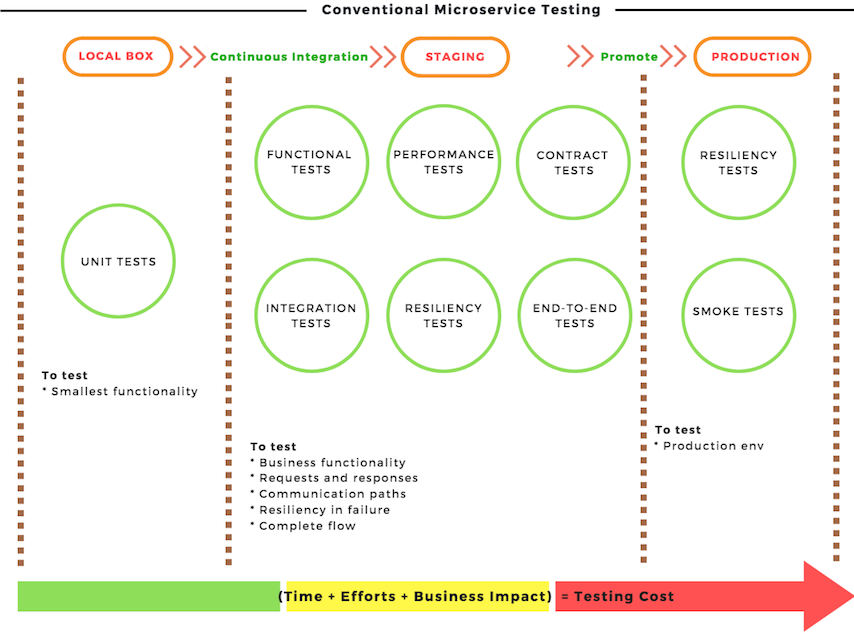 Conventional Microservice Testing
LOCAL BOX
Continuous Integration
STAGING
Promote
PRODUCTION
UNIT TESTS
To test
* Smallest functionality
FUNCTIONAL
TESTS
PERFORMANCE
TESTS
CONTRACT
TESTS
INTEGRATION
TESTS
RESILIENCY
TESTS
END-TO-END
TESTS
To test
* Business functionality
* Requests and responses
* Communication paths
* Resiliency in failure
* Complete flow
RESILIENCY
TESTS
SMOKE TESTS
To test
* Production env
(Time + Efforts + Business Impact) = Testing Cost